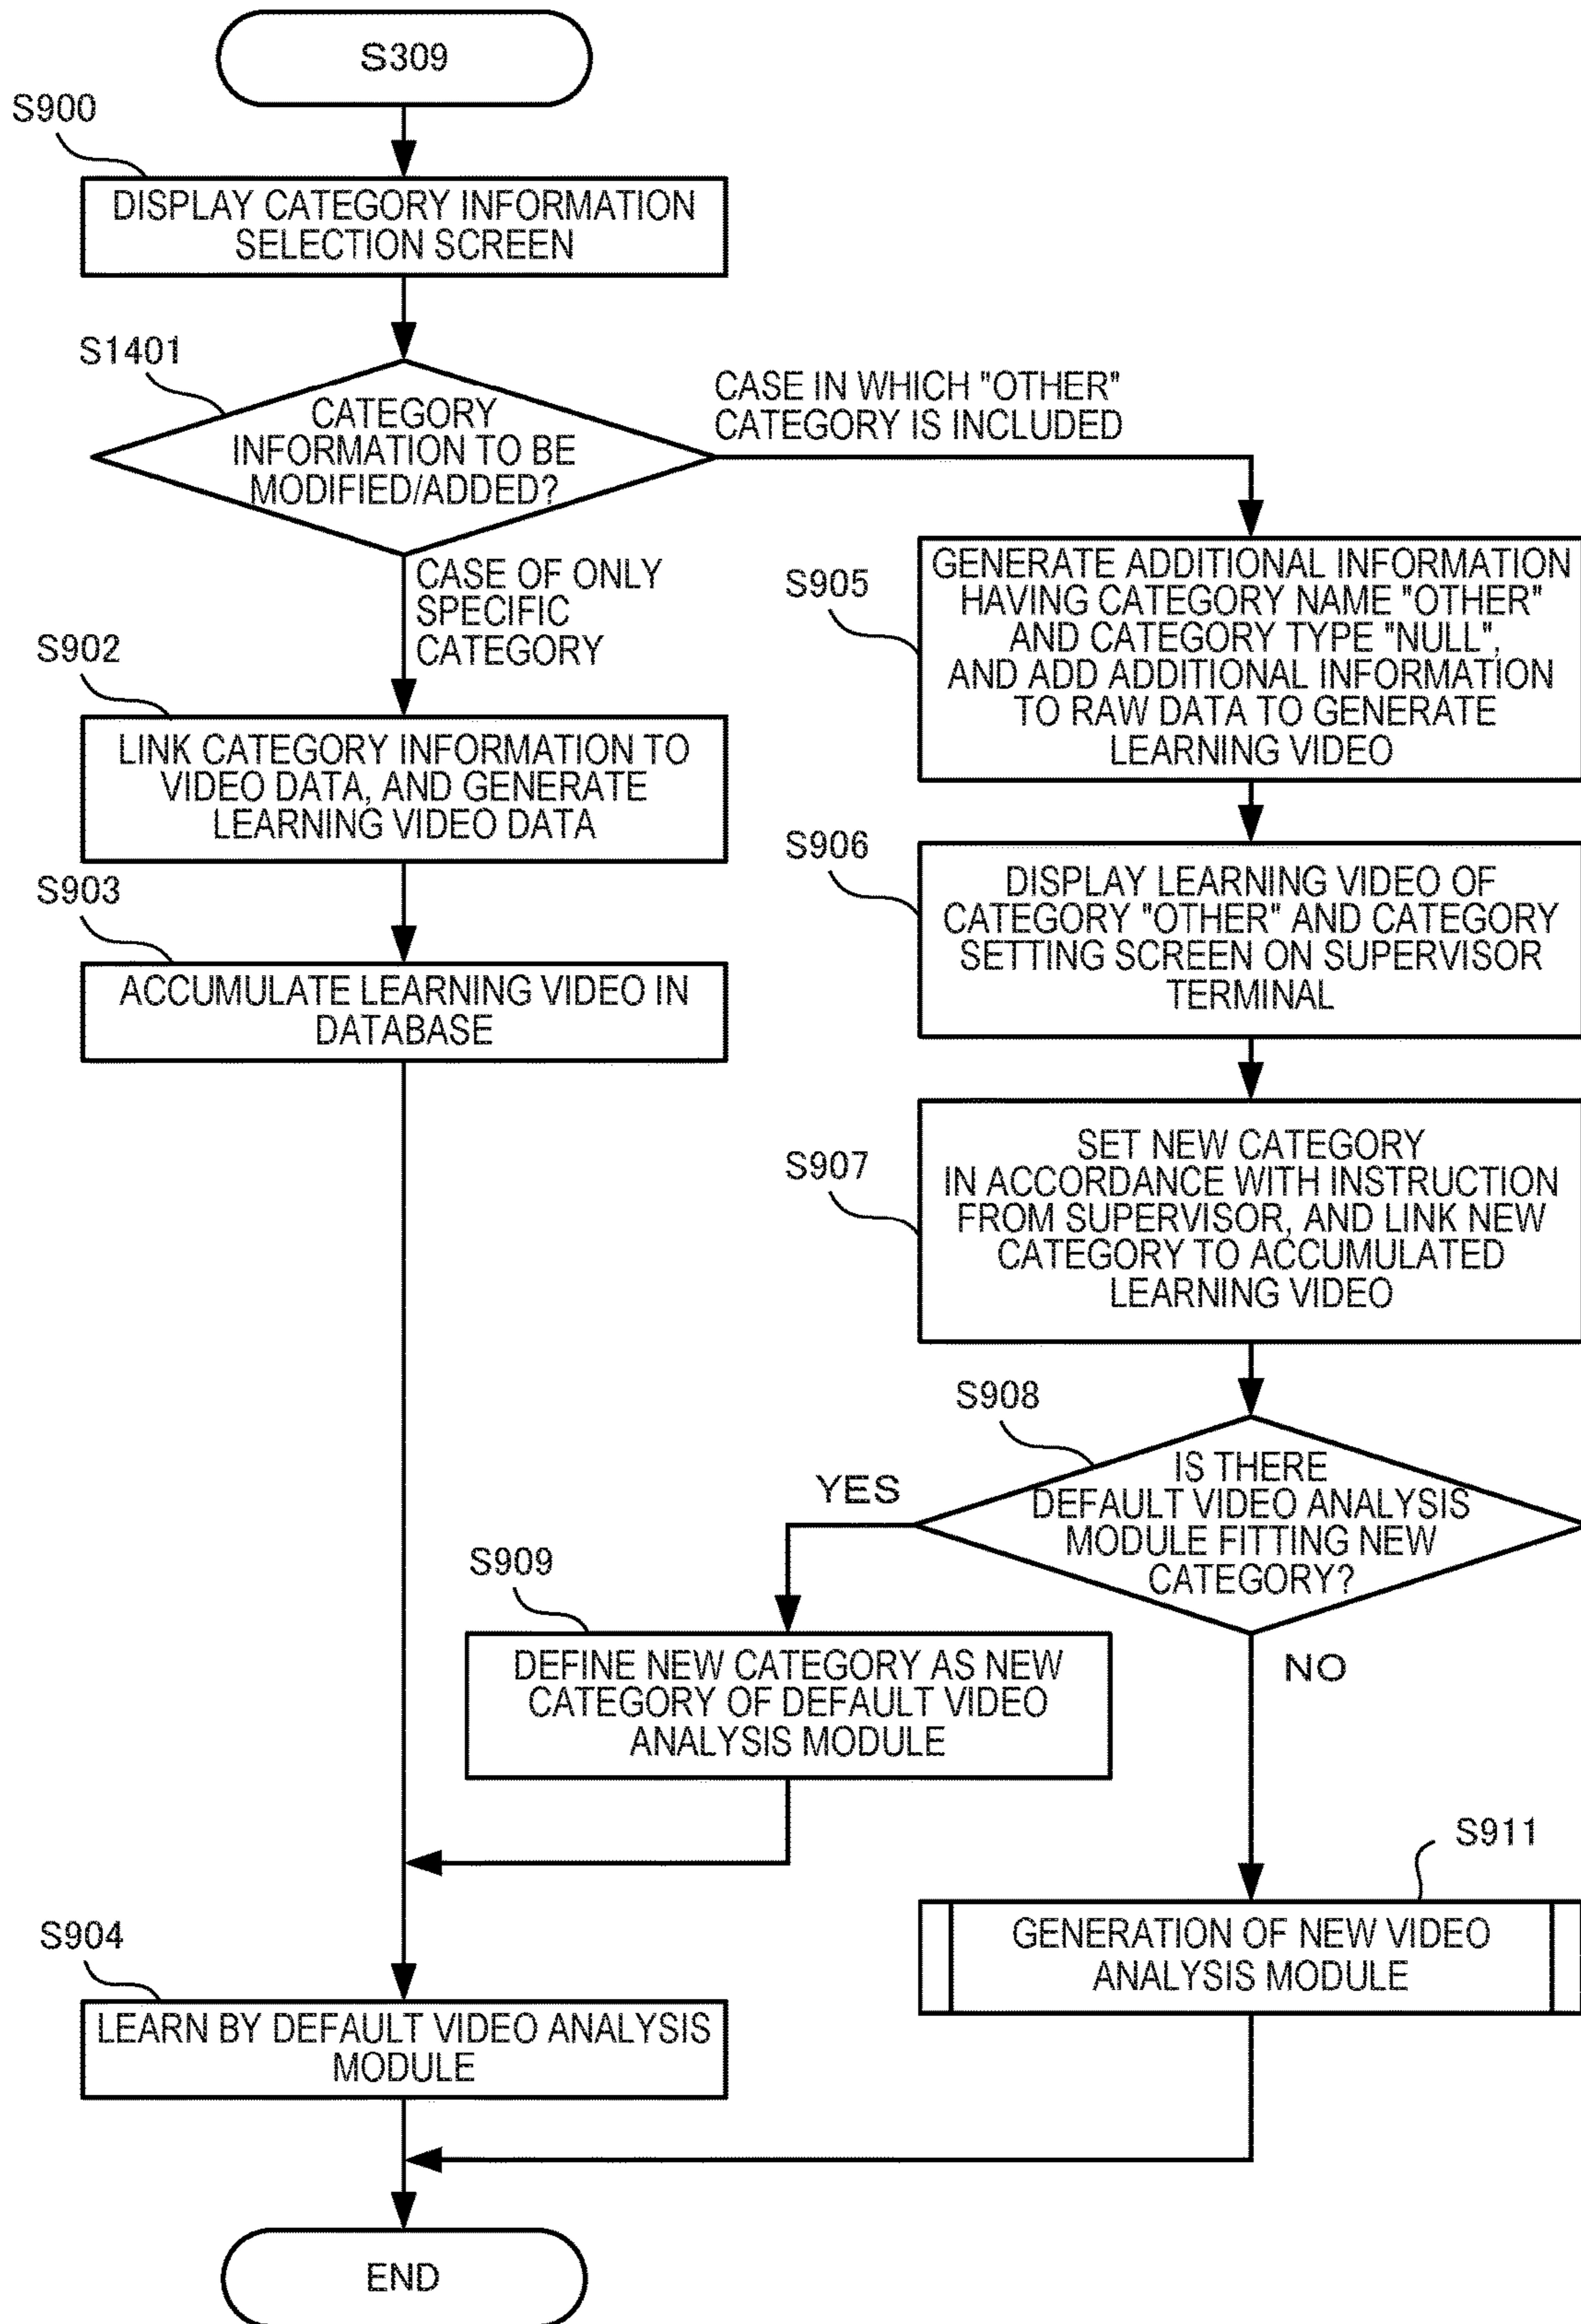 S309
S900
DISPLAY CATEGORY INFORMATION
SELECTION SCREEN
S1401
CATEGORY
INFORMATION TO BE
MODIFIED/ADDED?
CASE IN WHICH "OTHER"
CATEGORY IS INCLUDED
CASE OF ONLY
SPECIFIC
CATEGORY
S902
LINK CATEGORY INFORMATION TO
VIDEO DATA, AND GENERATE
LEARNING VIDEO DATA
S903
ACCUMULATE LEARNING VIDEO IN
DATABASE
S905
GENERATE ADDITIONAL INFORMATION
HAVING CATEGORY NAME "OTHER"
AND CATEGORY TYPE "NULL",
AND ADD ADDITIONAL INFORMATION
TO RAW DATA TO GENERATE
LEARNING VIDEO
S906
DISPLAY LEARNING VIDEO OF
CATEGORY "OTHER" AND CATEGORY
SETTING SCREEN ON SUPERVISOR
TERMINAL
S907
SET NEW CATEGORY
IN ACCORDANCE WITH INSTRUCTION
FROM SUPERVISOR, AND LINK NEW
CATEGORY TO ACCUMULATED
LEARNING VIDEO
S908
IS THERE
DEFAULT VIDEO ANALYSIS
MODULE FITTING NEW
CATEGORY?
YES
NO
S909
DEFINE NEW CATEGORY AS NEW
CATEGORY OF DEFAULT VIDEO
ANALYSIS MODULE
S911
GENERATION OF NEW VIDEO
ANALYSIS MODULE
S904
LEARN BY DEFAULT VIDEO ANALYSIS
MODULE
END